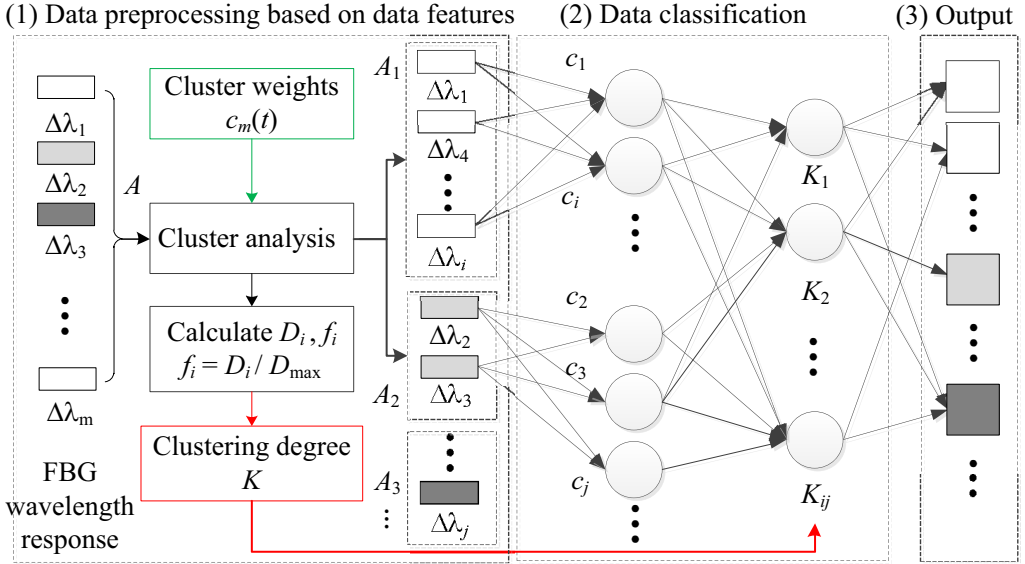 (1) Data preprocessing based on data features
Δλ₁
Δλ₂
Δλ₃
Δλₘ
FBG
wavelength
response
A
Cluster weights
cₘ(t)
Cluster analysis
Calculate Dᵢ, fᵢ
fᵢ = Dᵢ / Dmax
Clustering degree
K
A₁
Δλ₁
Δλ₄
Δλᵢ
A₂
Δλ₂
Δλ₃
A₃
Δλⱼ
(2) Data classification
c₁
cᵢ
c₂
c₃
cⱼ
K₁
K₂
Kᵢⱼ
(3) Output